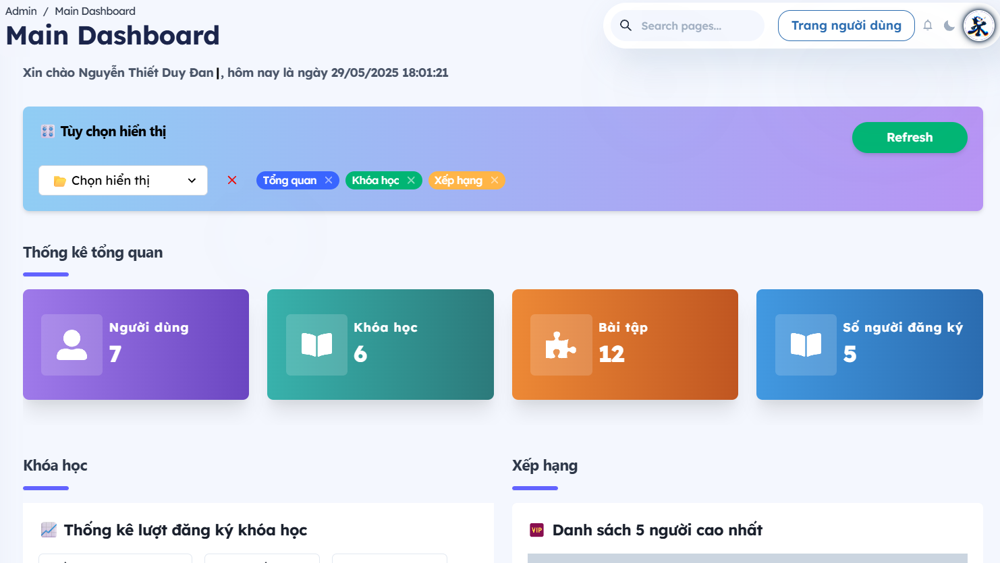 Admin / Main Dashboard
Main Dashboard
Search pages...
Trang người dùng
Xin chào Nguyễn Thiết Duy Đan|, hôm nay là ngày 29/05/2025 18:01:21
Tùy chọn hiển thị
Refresh
Chọn hiển thị
Tổng quan
Khóa học
Xếp hạng
Thống kê tổng quan
Người dùng
7
Khóa học
6
Bài tập
12
Số người đăng ký
5
Khóa học
Xếp hạng
Thống kê lượt đăng ký khóa học
VIP Danh sách 5 người cao nhất